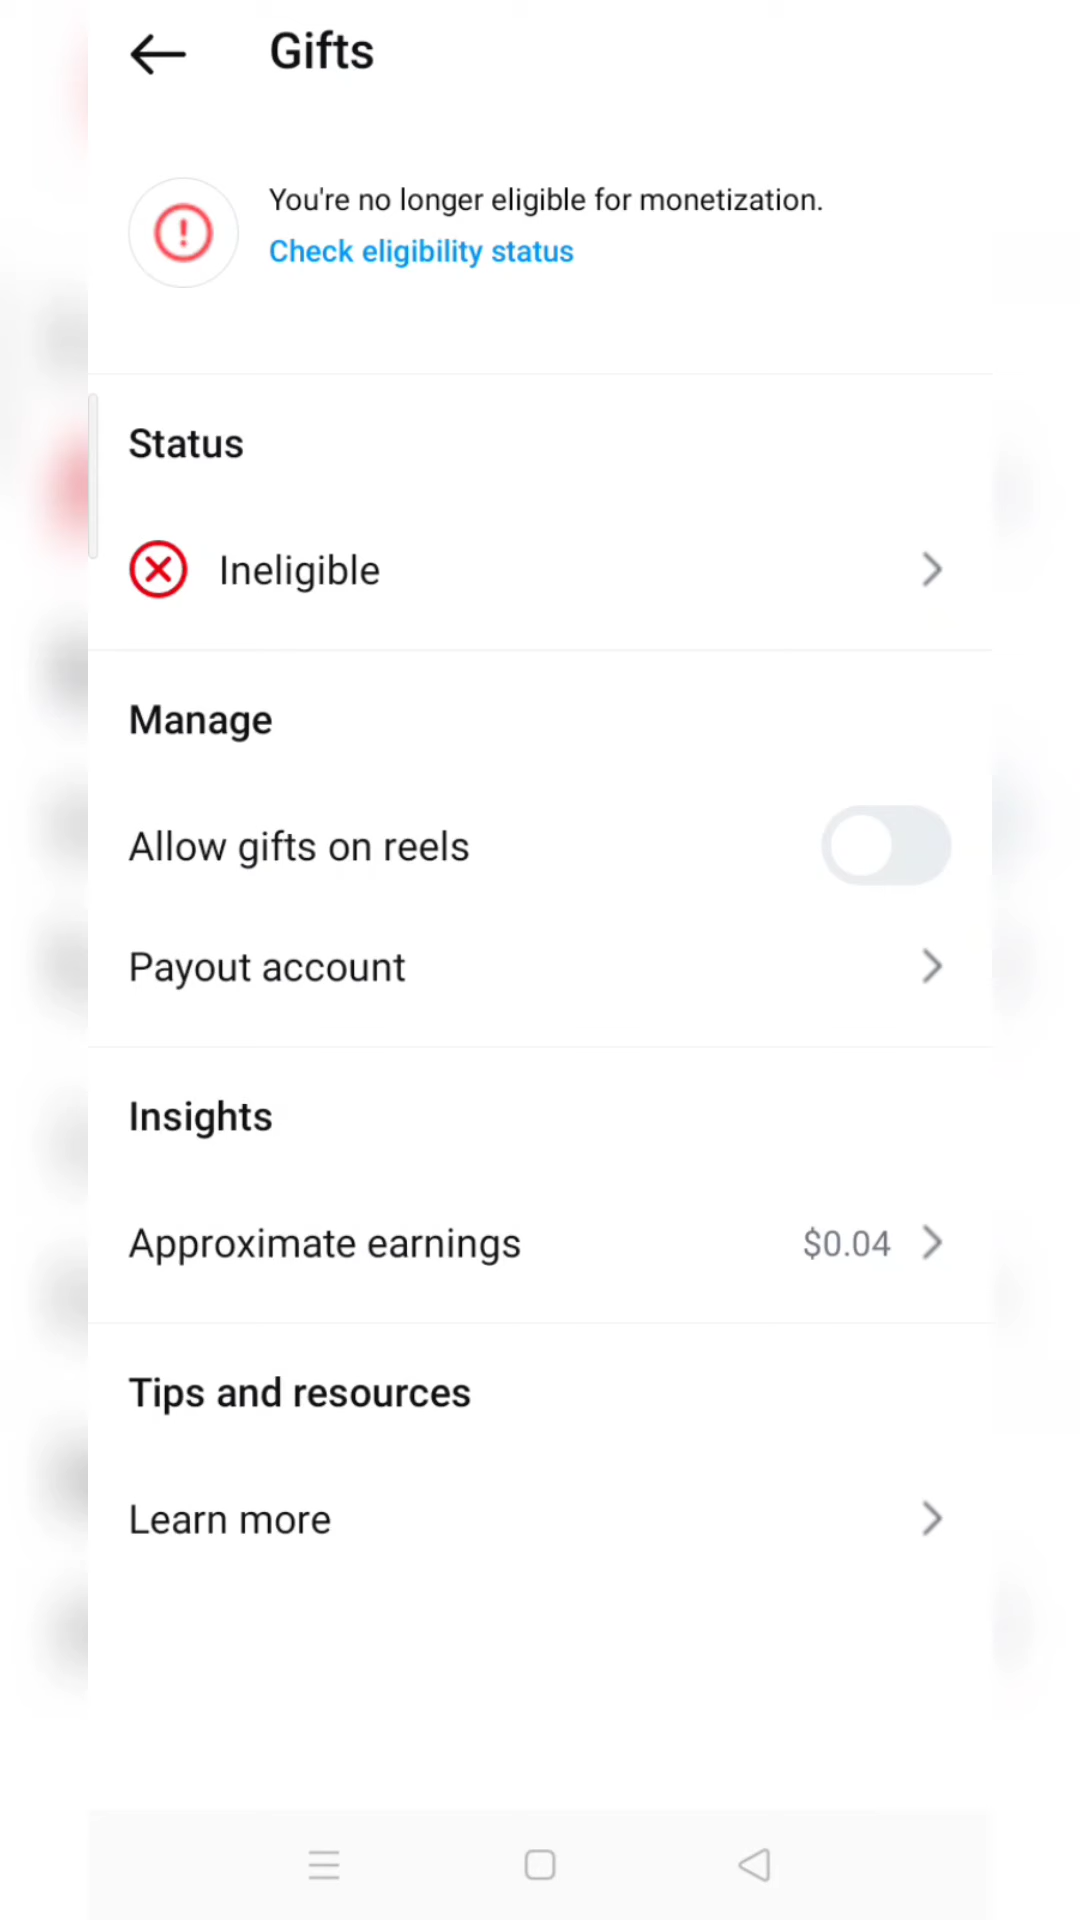 Gifts
You're no longer eligible for monetization.
Check eligibility status
Status
Ineligible
Manage
Allow gifts on reels
Payout account
Insights
Approximate earnings $0.04
Tips and resources
Learn more